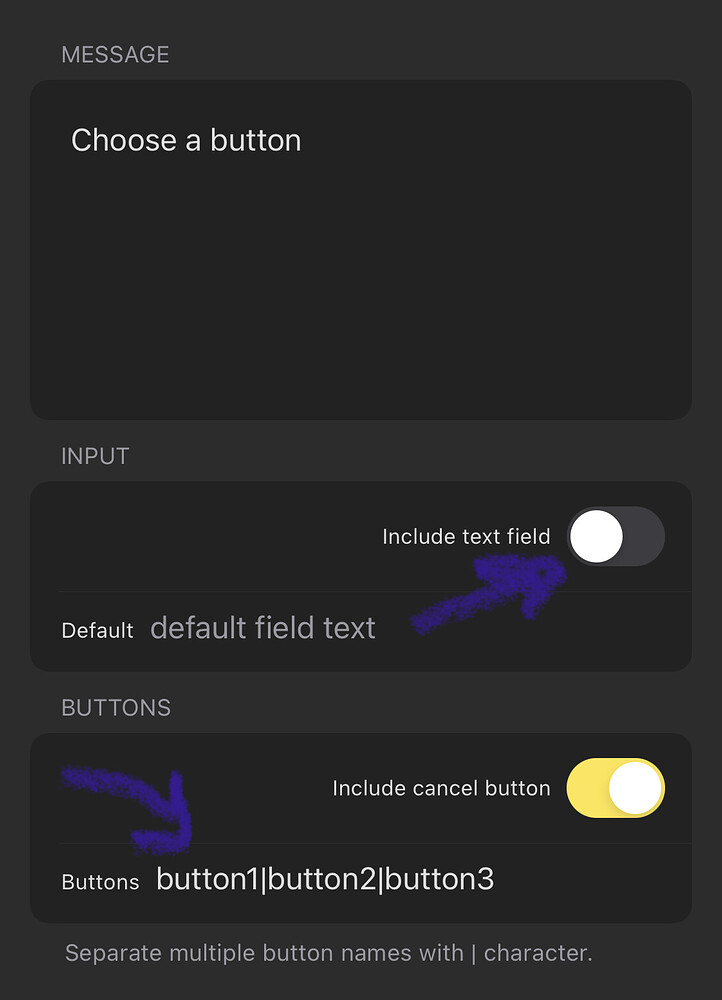 MESSAGE
Choose a button
INPUT
Include text field
Default default field text
BUTTONS
Include cancel button
Buttons button1|button2|button3
Separate multiple button names with | character.